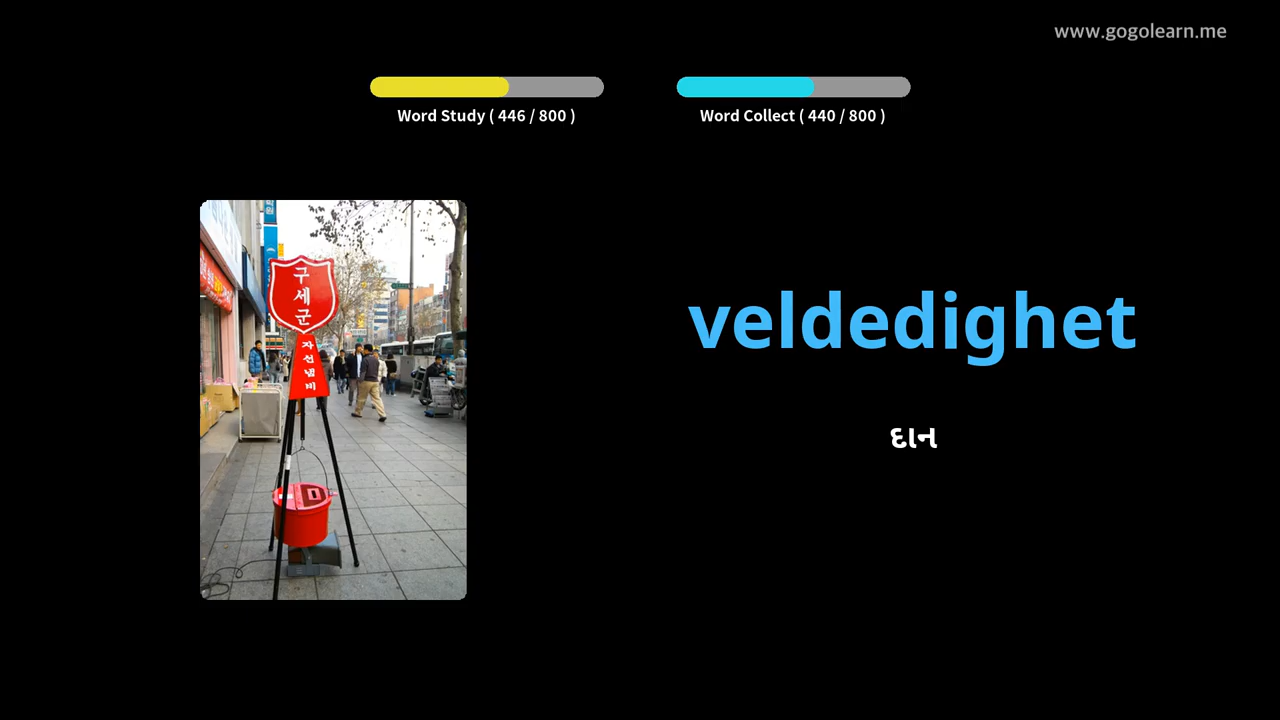 www.gogolearn.me
Word Study ( 446 / 800 )
Word Collect ( 440 / 800 )
구
세
군
자
선
냄
비
veldedighet
દાન